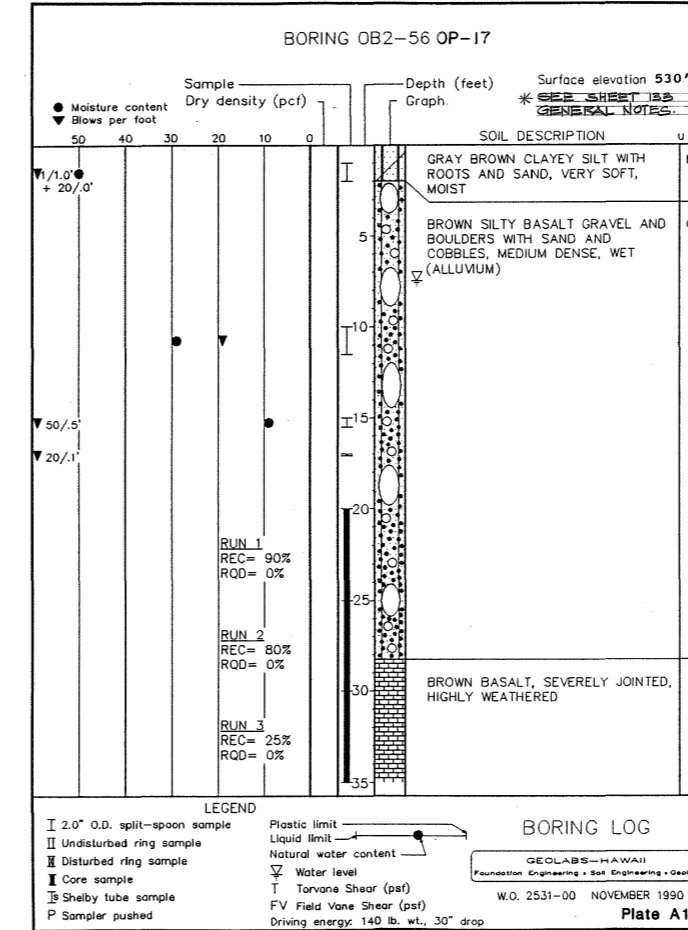 BORING OB2-56 OP-17
Sample
Depth (feet)
Surface elevation 530'
Moisture content
Dry density (pcf)
Graph.
* SEE SHEET 133
Blows per foot
GENERAL NOTES.
50 40 30 20 10 0
SOIL DESCRIPTION
1/1.0'
+ 20/.0'
GRAY BROWN CLAYEY SILT WITH
ROOTS AND SAND, VERY SOFT,
MOIST
BROWN SILTY BASALT GRAVEL AND
BOULDERS WITH SAND AND
COBBLES, MEDIUM DENSE, WET
(ALLUVIUM)
5
10
50/.5'
15
20/.1'
20
RUN 1
REC= 90%
RQD= 0%
25
RUN 2
REC= 80%
RQD= 0%
BROWN BASALT, SEVERELY JOINTED,
HIGHLY WEATHERED
30
RUN 3
REC= 25%
RQD= 0%
35
LEGEND
2.0" O.D. split-spoon sample
Undisturbed ring sample
Disturbed ring sample
Core sample
Shelby tube sample
P Sampler pushed
Plastic limit
Liquid limit
Natural water content
Water level
T Torvane Shear (psf)
FV Field Vane Shear (psf)
Driving energy: 140 lb. wt., 30" drop
BORING LOG
GEOLABS-HAWAII
Foundation Engineering • Soil Engineering • Geol
W.O. 2531-00 NOVEMBER 1990
Plate A1